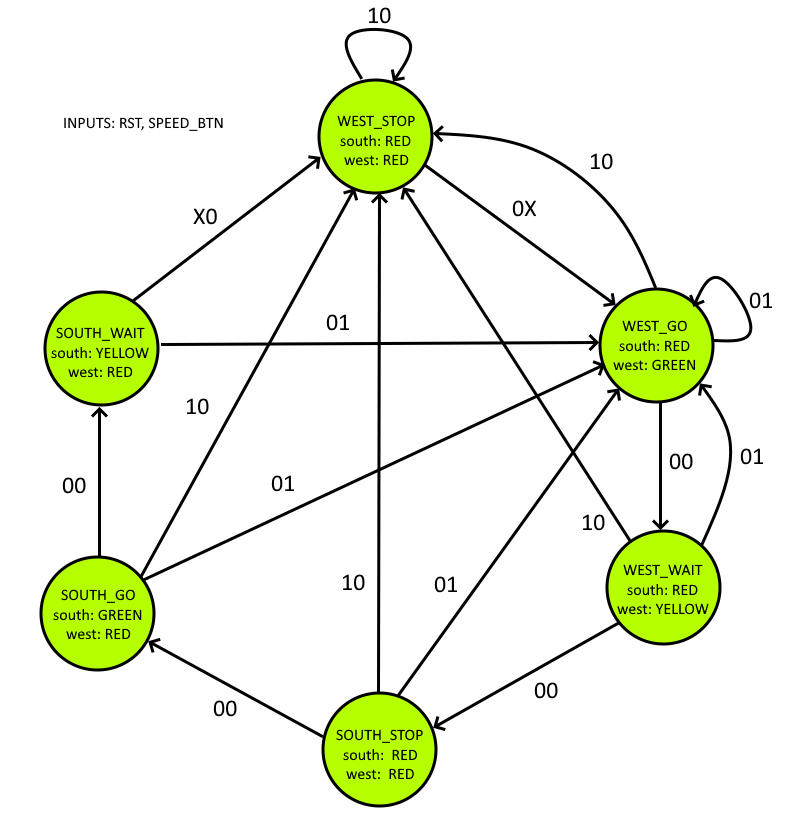 10
INPUTS: RST, SPEED_BTN
WEST_STOP
south: RED
west: RED
10
X0
0X
SOUTH_WAIT
south: YELLOW
west: RED
01
WEST_GO
south: RED
west: GREEN
01
10
01
00
00
01
10
WEST_WAIT
south: RED
west: YELLOW
SOUTH_GO
south: GREEN
west: RED
10
01
00
00
SOUTH_STOP
south: RED
west: RED